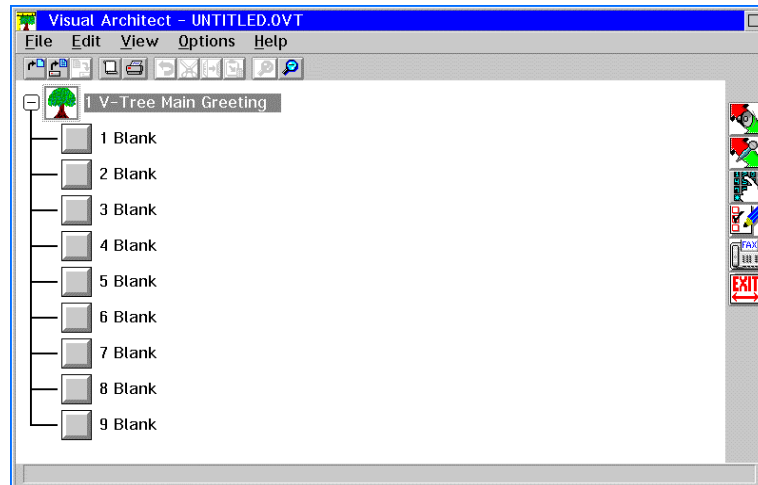 Visual Architect - UNTITLED.OVT
File Edit View Options Help
1 V-Tree Main Greeting
1 Blank
2 Blank
3 Blank
4 Blank
FAX
5 Blank
EXIT
6 Blank
7 Blank
8 Blank
9 Blank